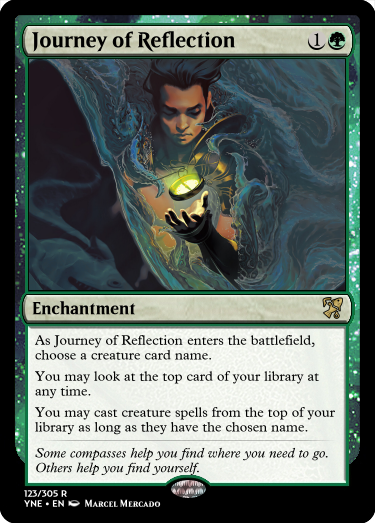 Journey of Reflection 1
Enchantment
As Journey of Reflection enters the battlefield,
choose a creature card name.
You may look at the top card of your library at
any time.
You may cast creature spells from the top of your
library as long as they have the chosen name.
Some compasses help you find where you need to go.
Others help you find yourself.
123/305 R
YNE • EN Marcel Mercado